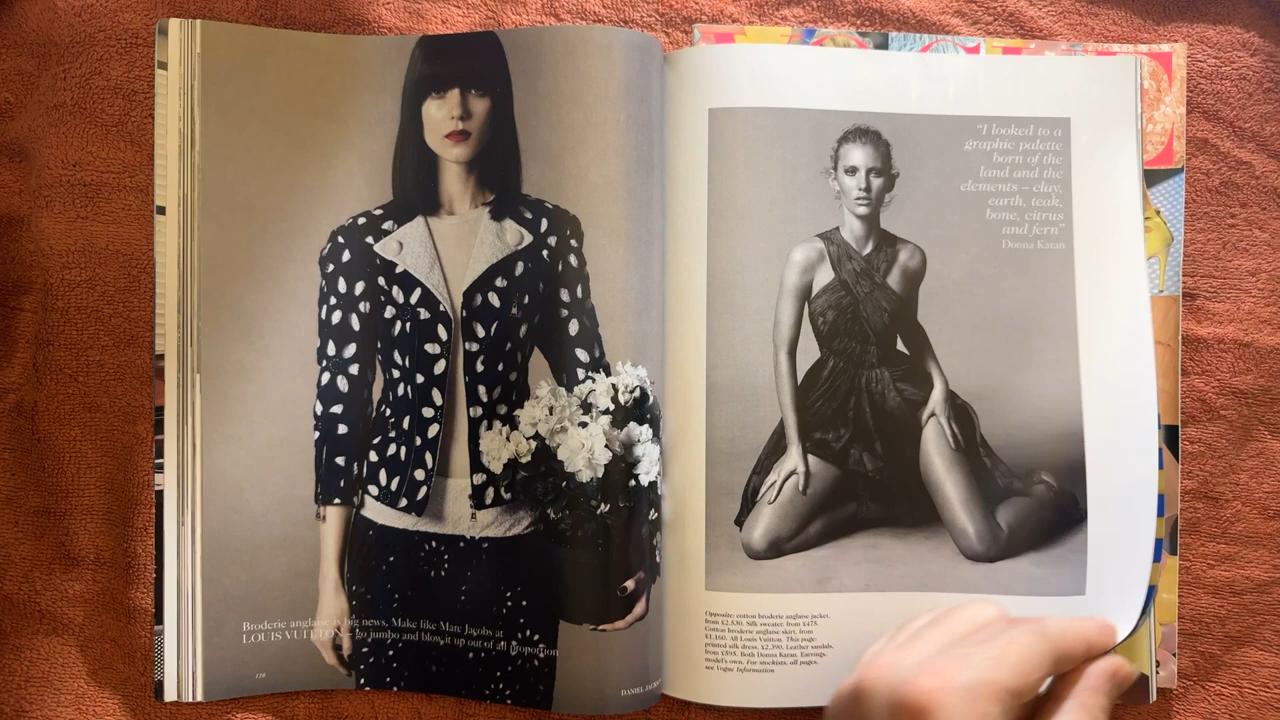 Broderie anglaise is big news. Make like Marc Jacobs at
LOUIS VUITTON – go jumbo and blow it up out of all proportion
118
DANIEL JACKSON
"I looked to a
graphic palette
born of the
land and the
elements – clay,
earth, teak,
bone, citrus
and fern"
Donna Karan
Opposite: cotton broderie anglaise jacket,
from £2,530. Silk sweater, from £475.
Cotton broderie anglaise skirt, from
£1,160. All Louis Vuitton. This page:
printed silk dress, £2,390. Leather sandals,
from £595. Both Donna Karan. Earrings,
model's own. For stockists, all pages,
see Vogue Information